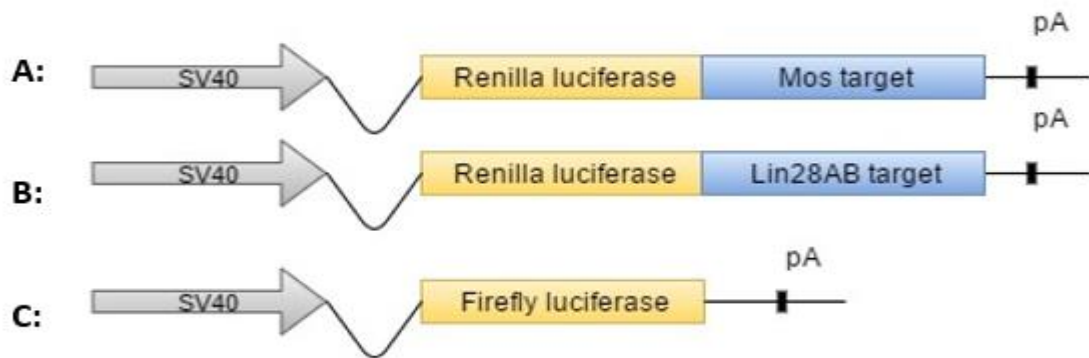 pA
A: SV40 Renilla luciferase Mos target
pA
B: SV40 Renilla luciferase Lin28AB target
pA
C: SV40 Firefly luciferase